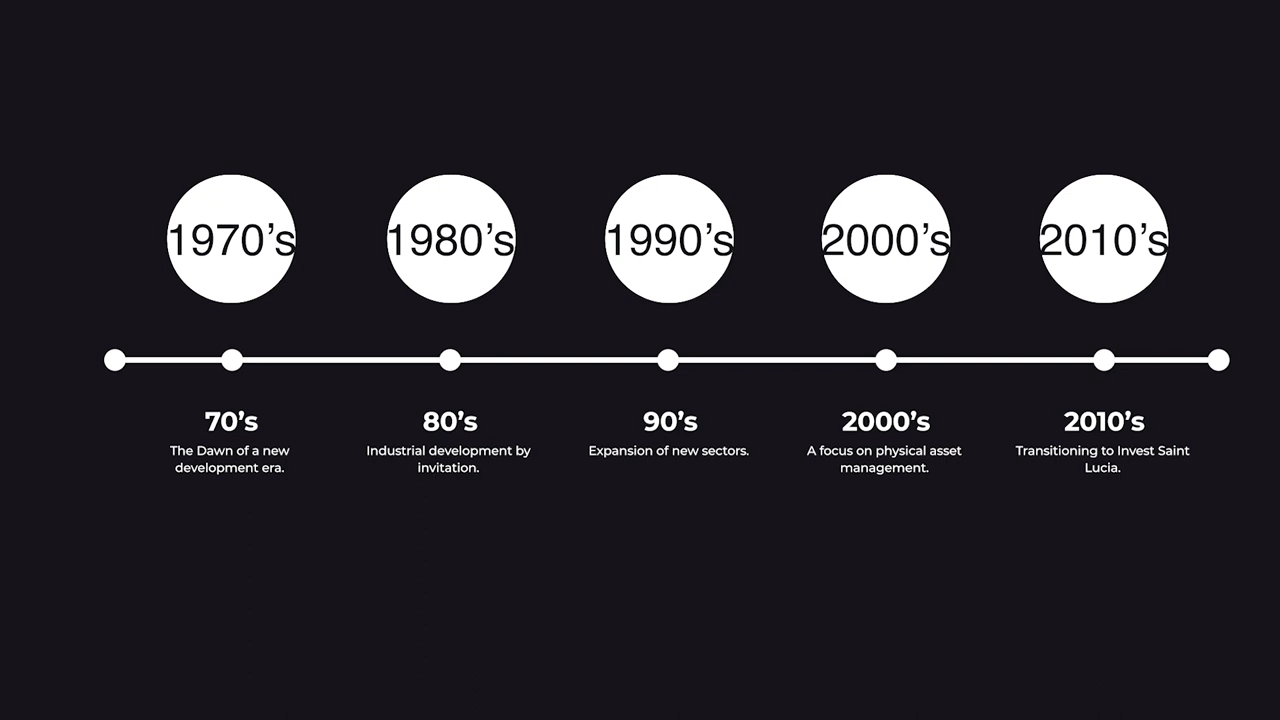 1970’s
1980’s
1990’s
2000’s
2010’s
70’s
The Dawn of a new
development era.
80’s
Industrial development by
invitation.
90’s
Expansion of new sectors.
2000’s
A focus on physical asset
management.
2010’s
Transitioning to Invest Saint
Lucia.